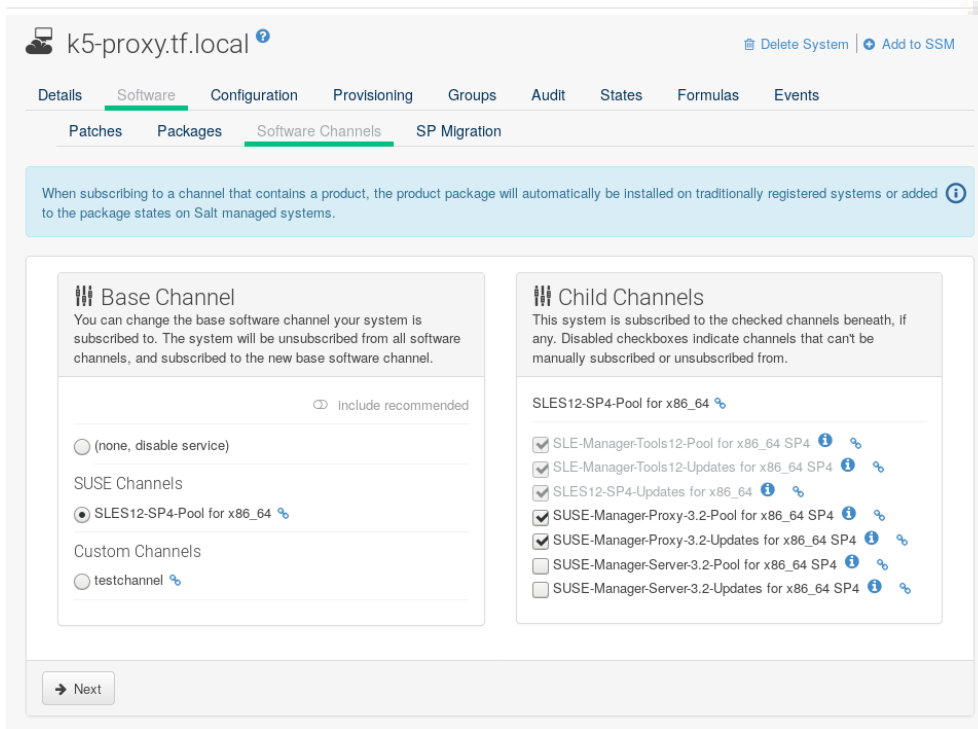 k5-proxy.tf.local
Delete System | Add to SSM
Details Software Configuration Provisioning Groups Audit States Formulas Events
Patches Packages Software Channels SP Migration
When subscribing to a channel that contains a product, the product package will automatically be installed on traditionally registered systems or added
to the package states on Salt managed systems.
Base Channel
You can change the base software channel your system is
subscribed to. The system will be unsubscribed from all software
channels, and subscribed to the new base software channel.
include recommended
(none, disable service)
SUSE Channels
SLES12-SP4-Pool for x86_64
Custom Channels
testchannel
Child Channels
This system is subscribed to the checked channels beneath, if
any. Disabled checkboxes indicate channels that can't be
manually subscribed or unsubscribed from.
SLES12-SP4-Pool for x86_64
SLE-Manager-Tools12-Pool for x86_64 SP4
SLE-Manager-Tools12-Updates for x86_64 SP4
SLES12-SP4-Updates for x86_64
SUSE-Manager-Proxy-3.2-Pool for x86_64 SP4
SUSE-Manager-Proxy-3.2-Updates for x86_64 SP4
SUSE-Manager-Server-3.2-Pool for x86_64 SP4
SUSE-Manager-Server-3.2-Updates for x86_64 SP4
Next